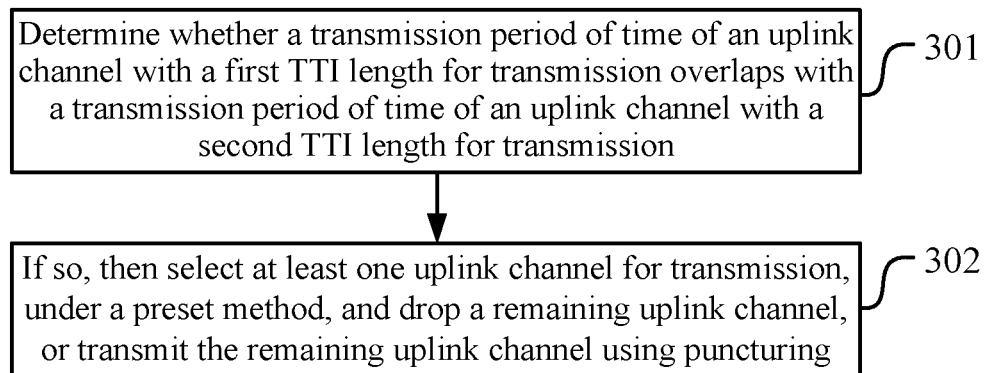 Determine whether a transmission period of time of an uplink
channel with a first TTI length for transmission overlaps with
a transmission period of time of an uplink channel with a
second TTI length for transmission
301
If so, then select at least one uplink channel for transmission,
under a preset method, and drop a remaining uplink channel,
or transmit the remaining uplink channel using puncturing
302